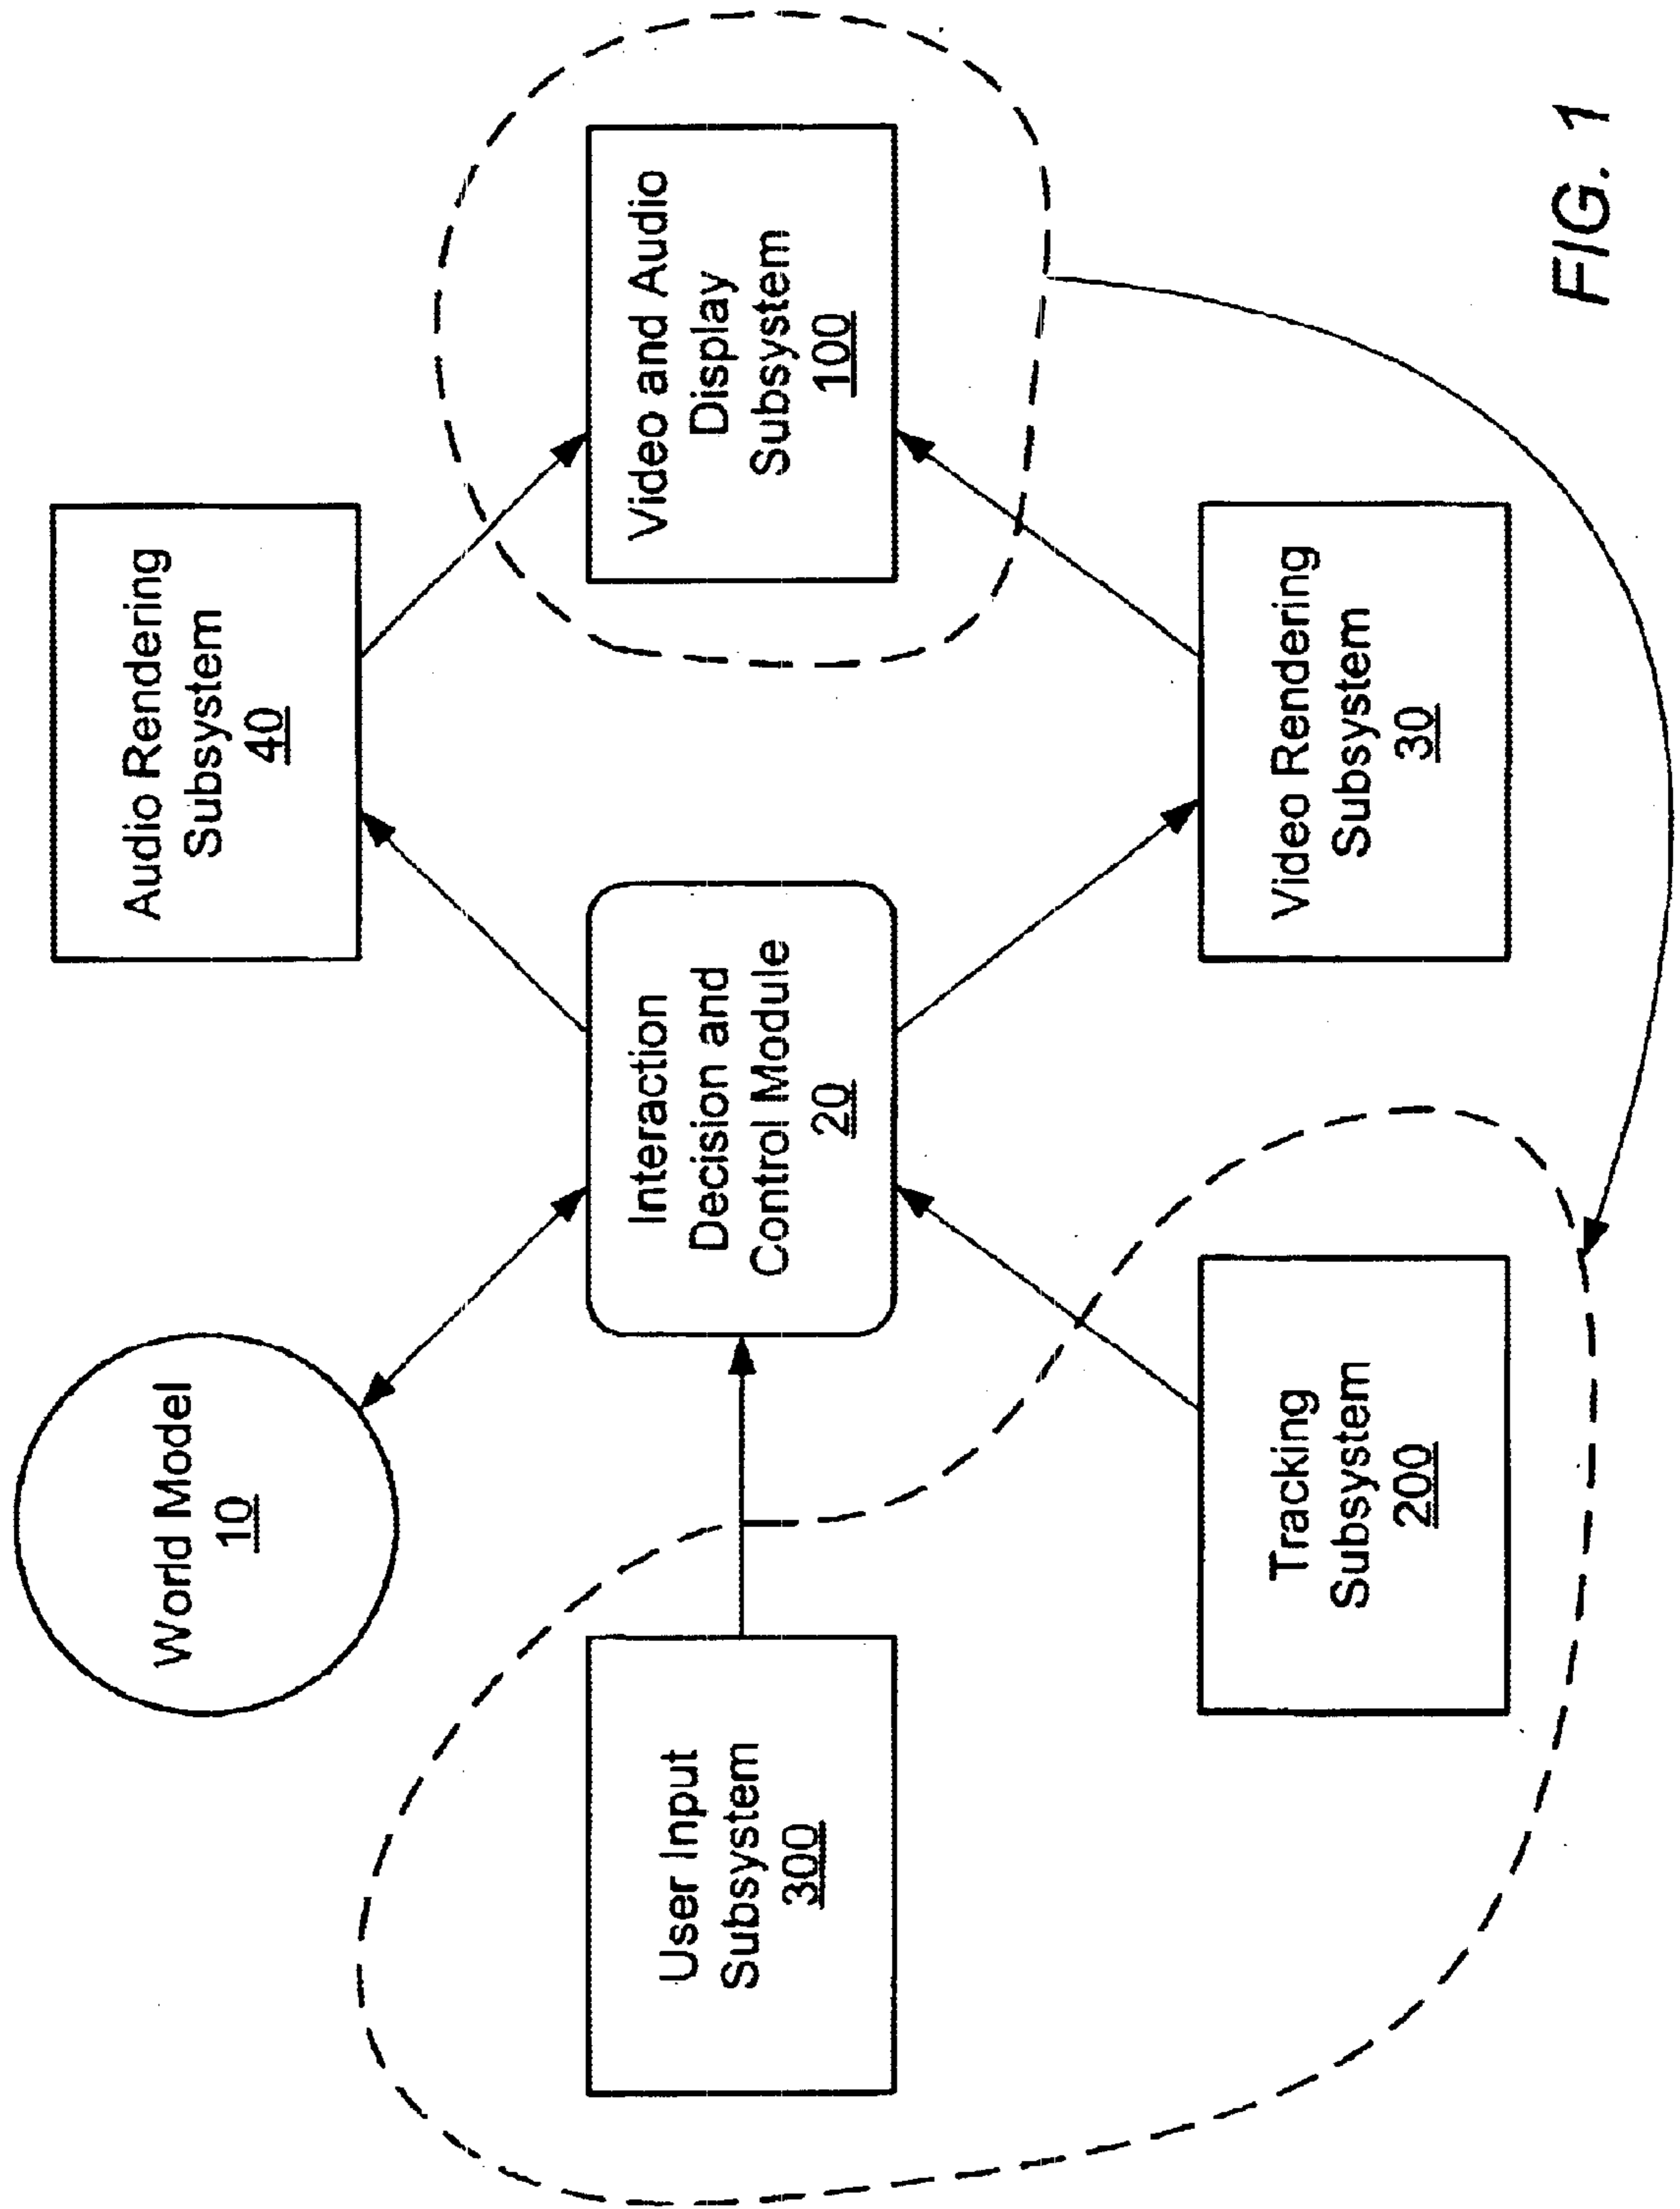 World Model
10
Audio Rendering
Subsystem
40
User Input
Subsystem
300
Interaction
Decision and
Control Module
20
Video and Audio
Display
Subsystem
100
Tracking
Subsystem
200
Video Rendering
Subsystem
30
FIG. 1